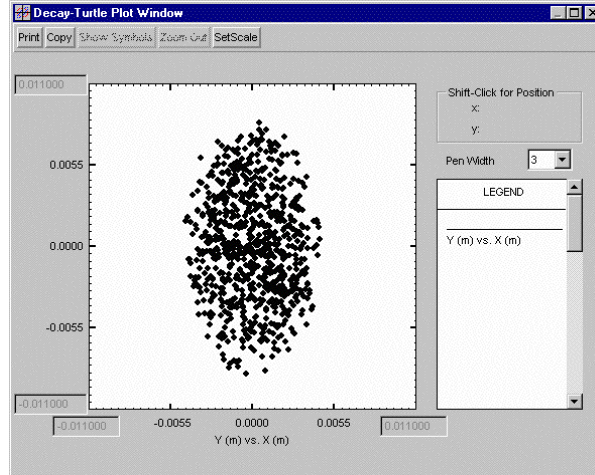 Decay-Turtle Plot Window
Print Copy Show Symbols Zoom Out SetScale
0.011000
0.0055
0.0000
-0.0055
-0.011000
-0.011000
-0.0055
0.0000
0.0055
0.011000
Y (m) vs. X (m)
Shift-Click for Position
x:
y:
Pen Width 3
LEGEND
Y (m) vs. X (m)